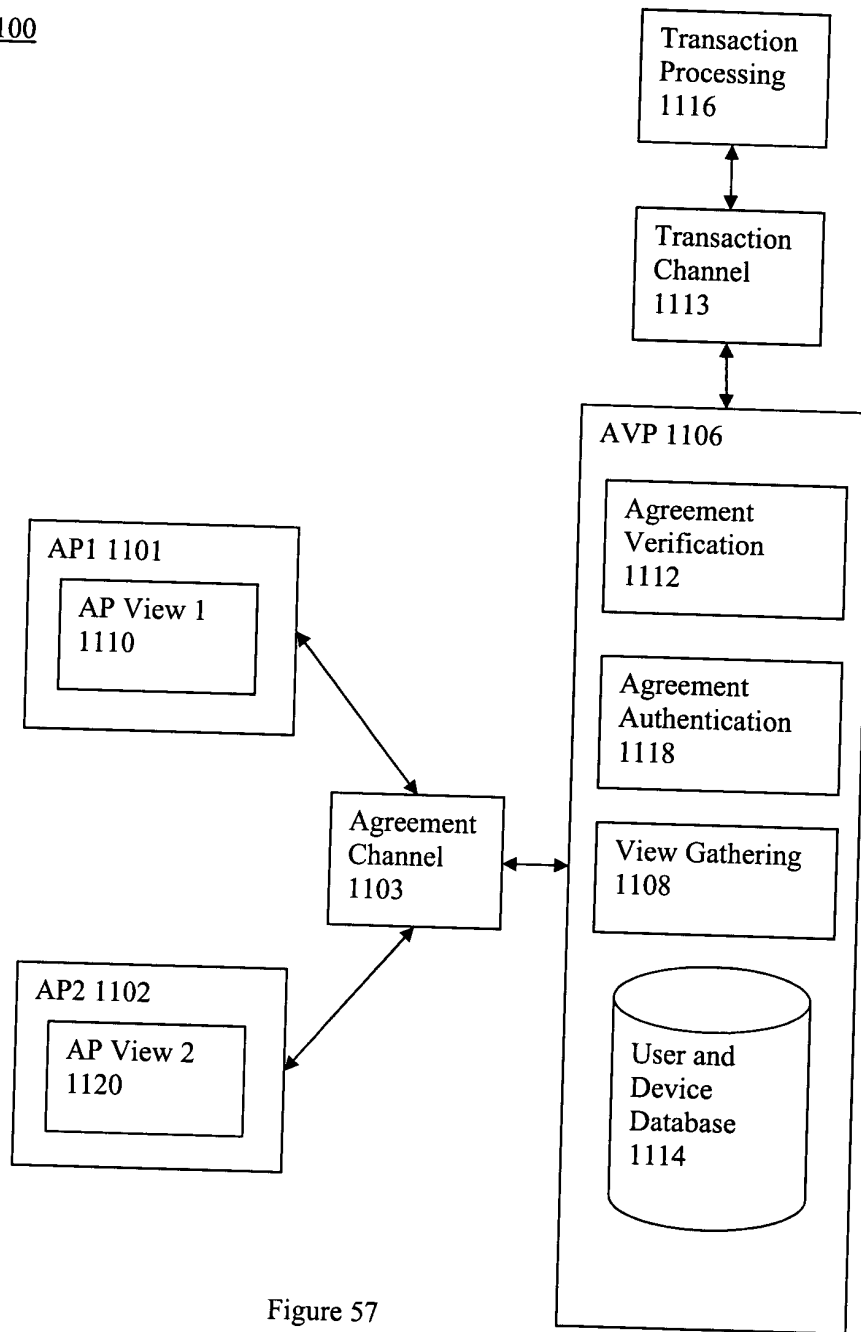 100
Transaction
Processing
1116
Transaction
Channel
1113
AVP 1106
Agreement
Verification
1112
AP1 1101
AP View 1
1110
Agreement
Authentication
1118
Agreement
Channel
1103
View Gathering
1108
AP2 1102
AP View 2
1120
User and
Device
Database
1114
Figure 57